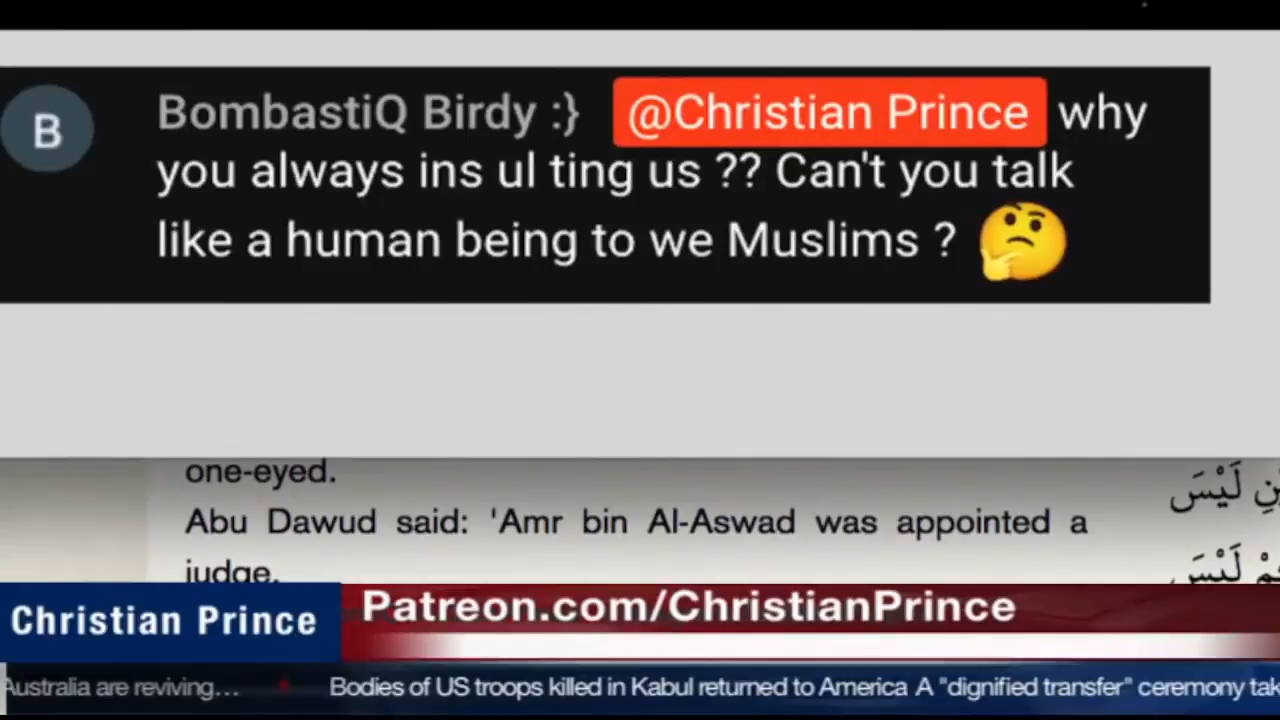 B
BombastiQ Birdy :} @Christian Prince why
you always ins ul ting us ?? Can't you talk
like a human being to we Muslims ? 🤔
one-eyed.
Abu Dawud said: 'Amr bin Al-Aswad was appointed a
judge.
لَيْسَ
لَيْسَ
Christian Prince
Patreon.com/ChristianPrince
Australia are reviving... Bodies of US troops killed in Kabul returned to America A "dignified transfer" ceremony